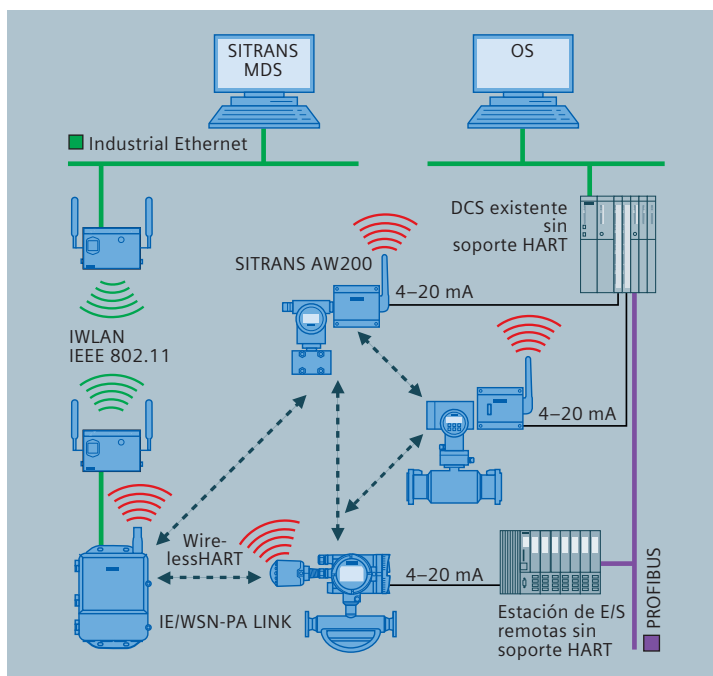 SITRANS
MDS
OS
Industrial Ethernet
DCS existente
sin
soporte HART
SITRANS AW200
4–20 mA
IWLAN
IEEE 802.11
4–20 mA
Wire-
lessHART
4–20 mA
IE/WSN-PA LINK
Estación de E/S
remotas sin
soporte HART
PROFIBUS